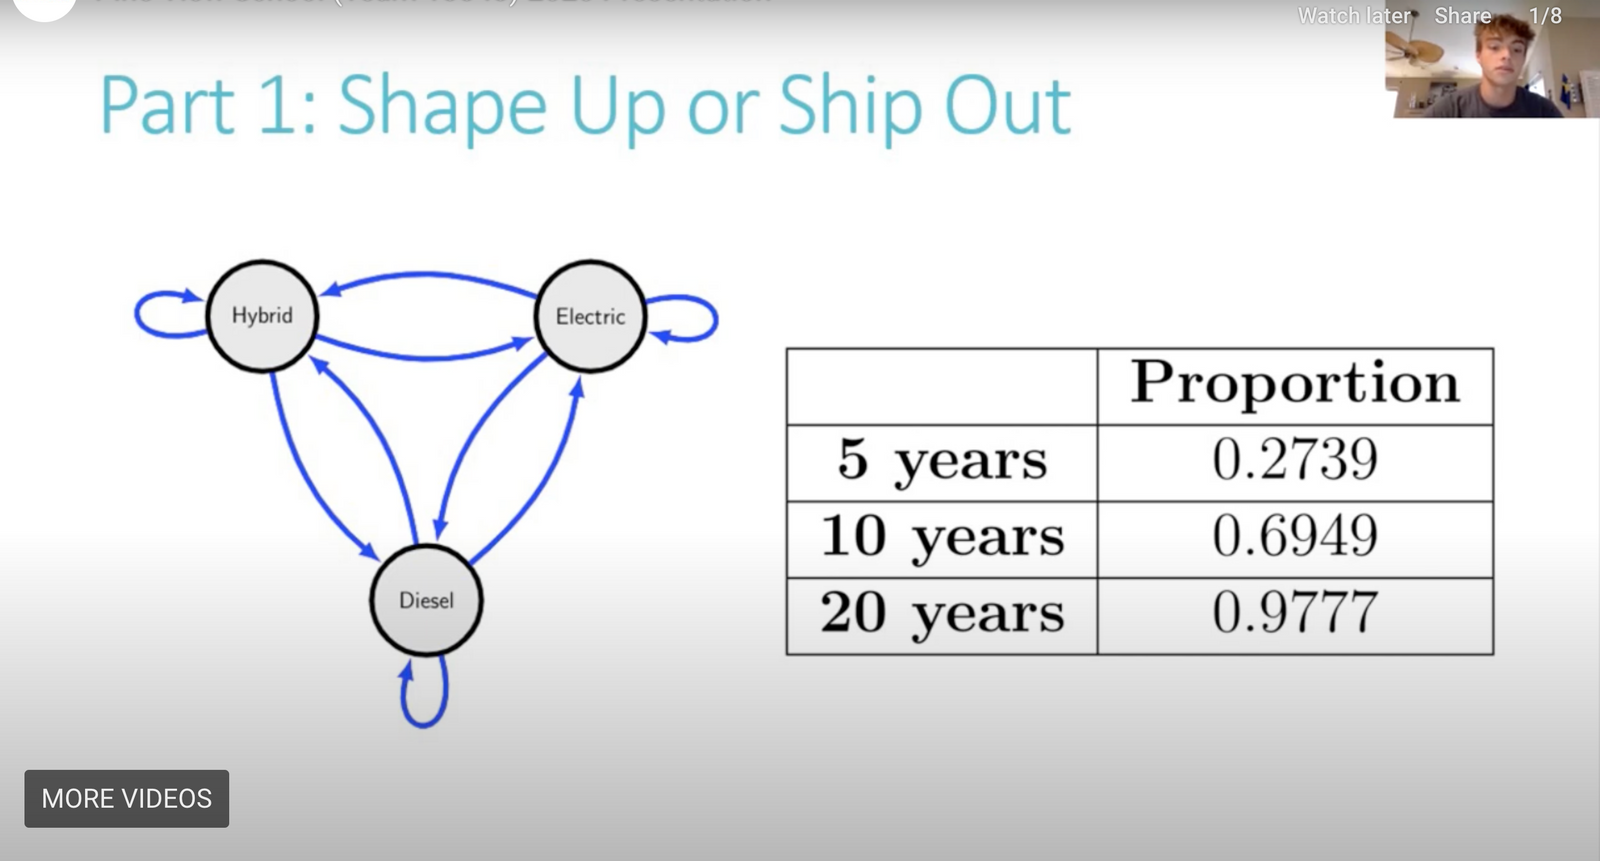 Watch later Share 1/8
Part 1: Shape Up or Ship Out
Hybrid
Electric
Diesel
Proportion
5 years 0.2739
10 years 0.6949
20 years 0.9777
MORE VIDEOS